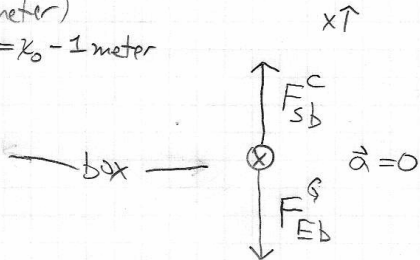 meter)
= x₀ - 1 meter
x↑
F^C_Sb
box
a⃗ = 0
F^G_Eb